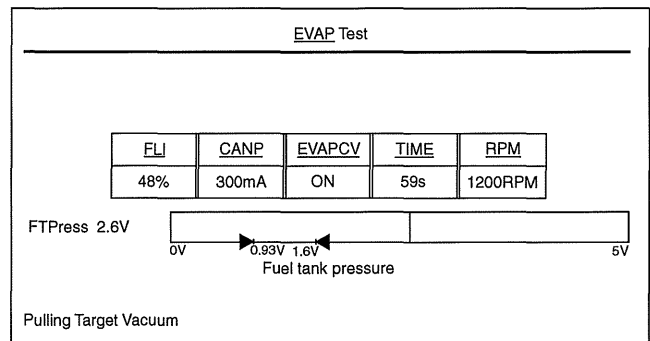 EVAP Test
FLI CANP EVAPCV TIME RPM
48% 300mA ON 59s 1200RPM
FTPress 2.6V
0V 0.93V 1.6V 5V
Fuel tank pressure
Pulling Target Vacuum